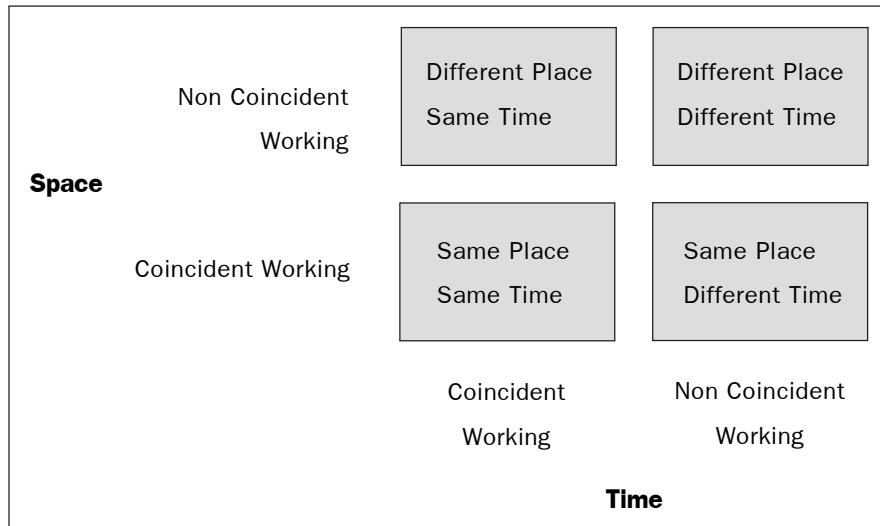 Different Place
Same Time
Different Place
Different Time
Non Coincident
Working
Space
Same Place
Same Time
Same Place
Different Time
Coincident Working
Coincident
Working
Non Coincident
Working
Time